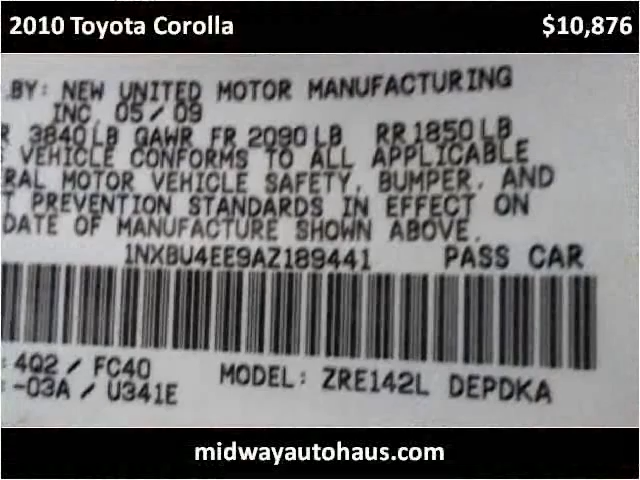 2010 Toyota Corolla $10,876
BY: NEW UNITED MOTOR MANUFACTURING
INC. 05/09
R 3840LB GAWR FR 2090LB RR1850LB
VEHICLE CONFORMS TO ALL APPLICABLE
RAL MOTOR VEHICLE SAFETY, BUMPER, AND
T PREVENTION STANDARDS IN EFFECT ON
DATE OF MANUFACTURE SHOWN ABOVE.
1NXBU4EE9AZ189441 PASS CAR
: 4Q2 / FC40
-03A / U341E MODEL: ZRE142L DEPDKA
midwayautohaus.com